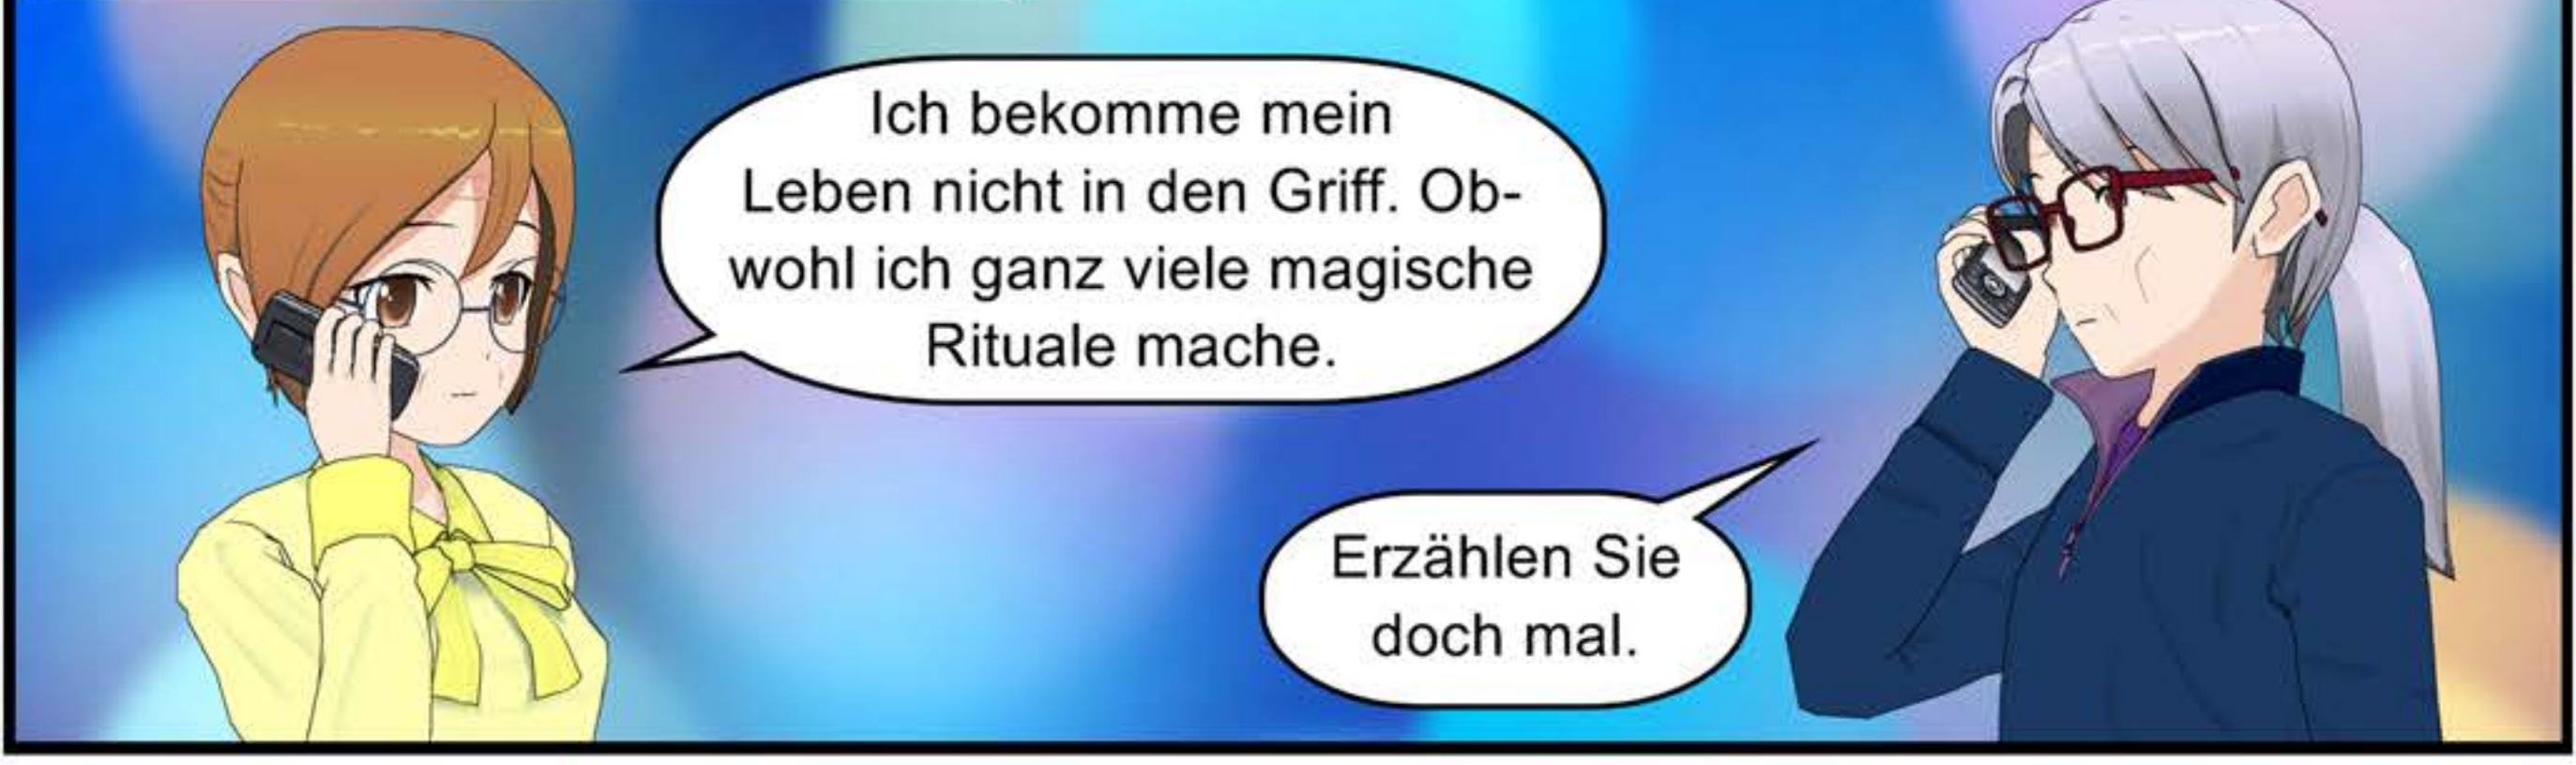 Ich bekomme mein
Leben nicht in den Griff. Ob-
wohl ich ganz viele magische
Rituale mache.
Erzählen Sie
doch mal.